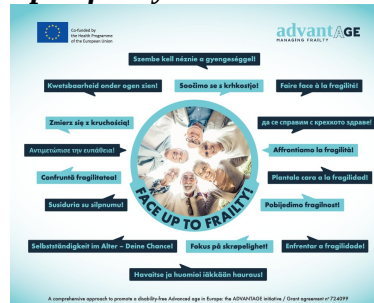 Co-funded by
the Health Programme
of the European Union
advantAGE
MANAGING FRAILTY
Szembe kell néznie a gyengeséggel!
Kwetsbaarheid onder ogen zien!
Soočimo se s krhkostjo!
Faire face à la fragilité!
Zmierz się z kruchością!
да се справим с крехкото здраве!
Αντιμετώπισε την ευπάθεια!
Affrontiamo la fragilità!
Confruntă fragilitatea!
Plantale cara a la fragilidad!
Susiduria su silpnumu!
Pobijedimo fragilnost!
FACE UP TO FRAILTY!
Selbstständigkeit im Alter – Deine Chance!
Fokus på skrøpelighet!
Enfrentar a fragilidade!
Havaitse ja huomioi iäkkään hauraus!
A comprehensive approach to promote a disability-free Advanced age in Europe: the ADVANTAGE initiative / Grant agreement nº 724099